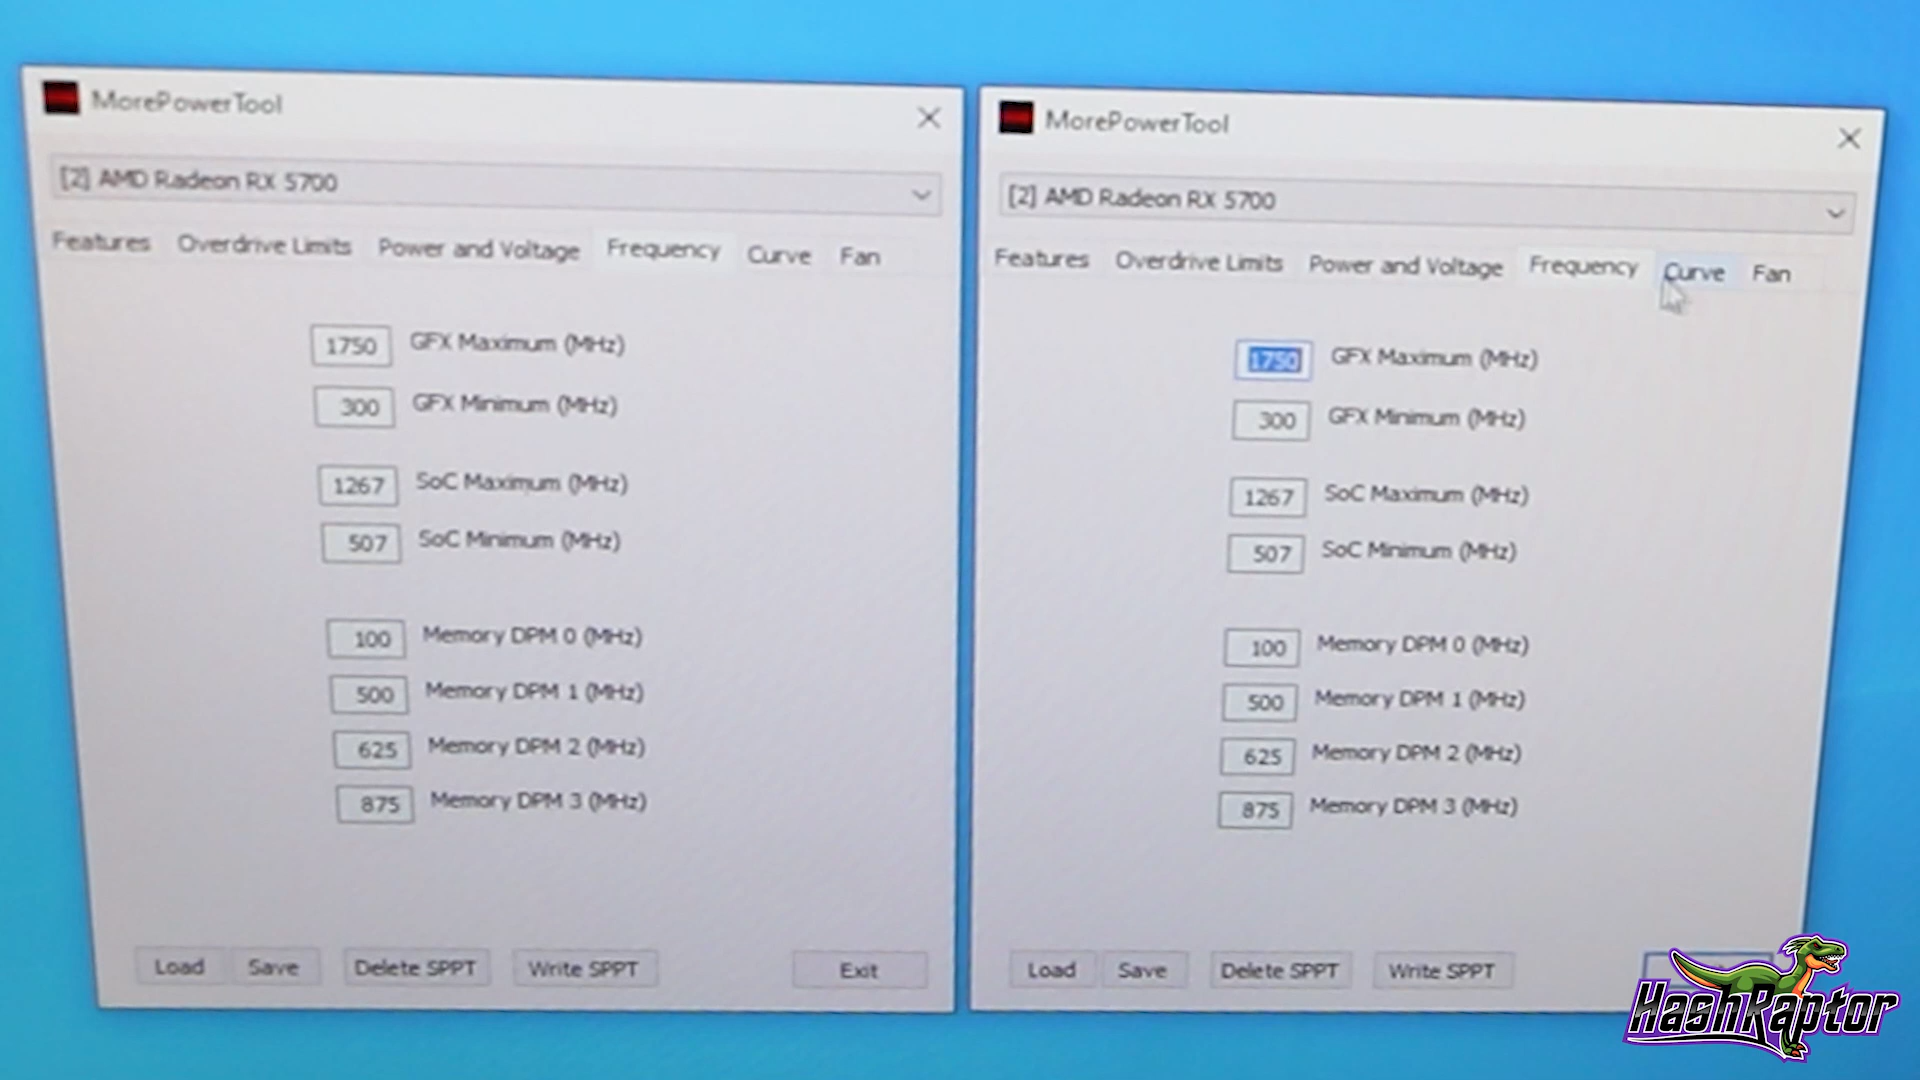 MorePowerTool
[2] AMD Radeon RX 5700
Features Overdrive Limits Power and Voltage Frequency Curve Fan
1750 GFX Maximum (MHz)
300 GFX Minimum (MHz)
1267 SoC Maximum (MHz)
507 SoC Minimum (MHz)
100 Memory DPM 0 (MHz)
500 Memory DPM 1 (MHz)
625 Memory DPM 2 (MHz)
875 Memory DPM 3 (MHz)
Load Save Delete SPPT Write SPPT Exit
MorePowerTool
[2] AMD Radeon RX 5700
Features Overdrive Limits Power and Voltage Frequency Curve Fan
1750 GFX Maximum (MHz)
300 GFX Minimum (MHz)
1267 SoC Maximum (MHz)
507 SoC Minimum (MHz)
100 Memory DPM 0 (MHz)
500 Memory DPM 1 (MHz)
625 Memory DPM 2 (MHz)
875 Memory DPM 3 (MHz)
Load Save Delete SPPT Write SPPT
HashRaptor